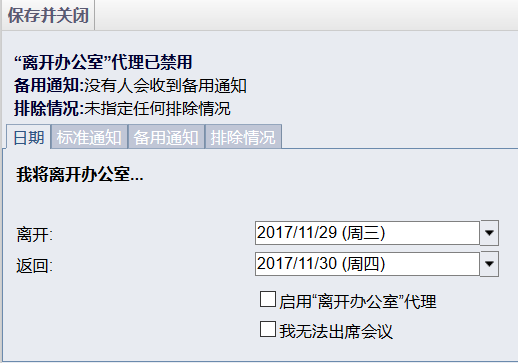 保存并关闭
“离开办公室”代理已禁用
备用通知:没有人会收到备用通知
排除情况:未指定任何排除情况
日期 标准通知 备用通知 排除情况
我将离开办公室...
离开: 2017/11/29 (周三)
返回: 2017/11/30 (周四)
启用“离开办公室”代理
我无法出席会议